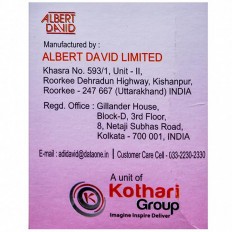 ALBERT
DAVID
Manufactured by :
ALBERT DAVID LIMITED
Khasra No. 593/1, Unit - II,
Roorkee Dehradun Highway, Kishanpur,
Roorkee - 247 667 (Uttarakhand) INDIA
Regd. Office : Gillander House,
Block-D, 3rd Floor,
8, Netaji Subhas Road,
Kolkata - 700 001, INDIA
E-mail : adidavid@dataone.in | Customer Care Cell - 033-2230-2330
A unit of
K Kothari
Group
Imagine Inspire Deliver